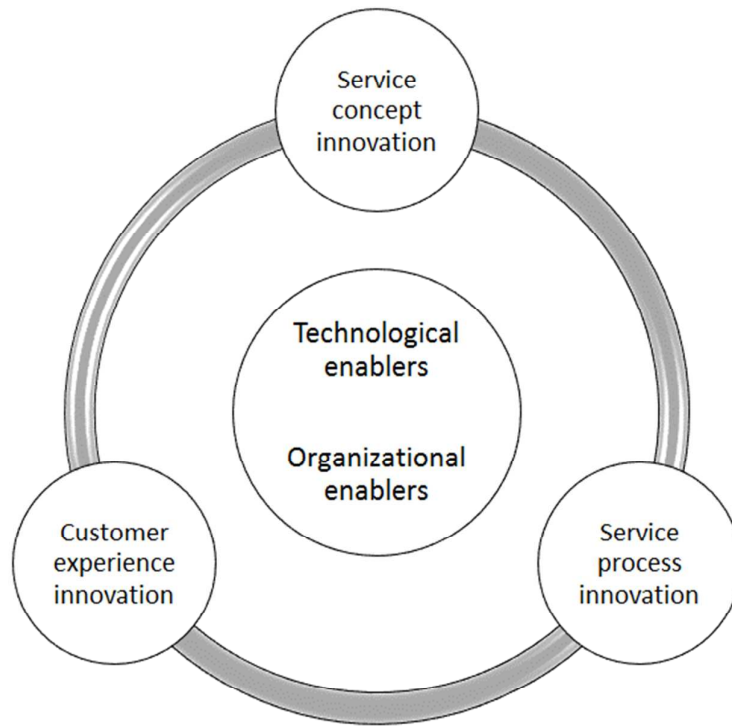 Service
concept
innovation
Technological
enablers
Organizational
enablers
Customer
experience
innovation
Service
process
innovation